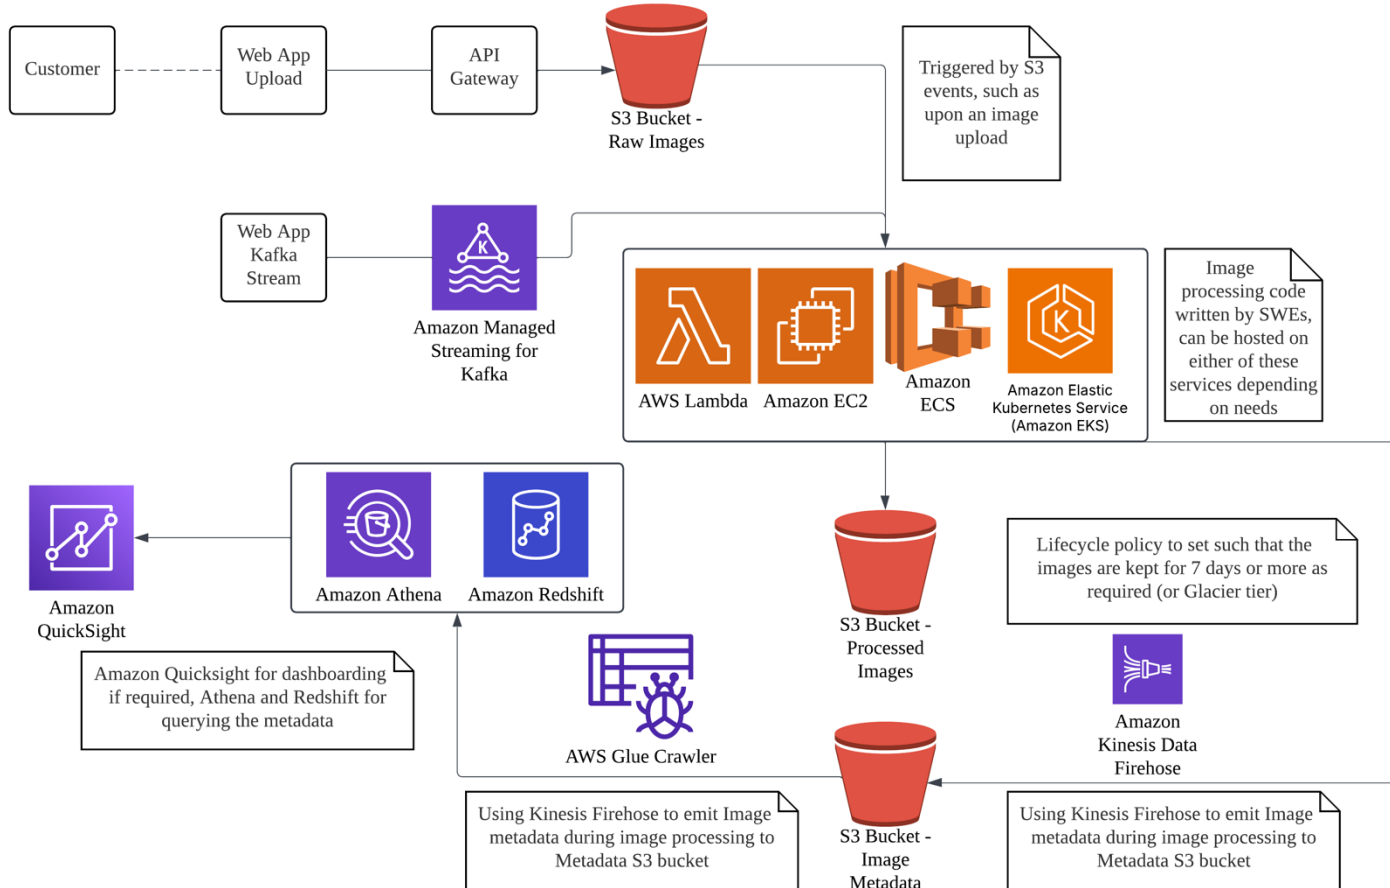 Customer
Web App
Upload
API
Gateway
S3 Bucket -
Raw Images
Triggered by S3
events, such as
upon an image
upload
Web App
Kafka
Stream
K
Amazon Managed
Streaming for
Kafka
AWS Lambda
Amazon EC2
Amazon
ECS
K
Amazon Elastic
Kubernetes Service
(Amazon EKS)
Image
processing code
written by SWEs,
can be hosted on
either of these
services depending
on needs
Amazon
QuickSight
Amazon Athena
Amazon Redshift
S3 Bucket -
Processed
Images
Lifecycle policy to set such that the
images are kept for 7 days or more as
required (or Glacier tier)
Amazon Quicksight for dashboarding
if required, Athena and Redshift for
querying the metadata
AWS Glue Crawler
Amazon
Kinesis Data
Firehose
Using Kinesis Firehose to emit Image
metadata during image processing to
Metadata S3 bucket
S3 Bucket -
Image
Metadata
Using Kinesis Firehose to emit Image
metadata during image processing to
Metadata S3 bucket